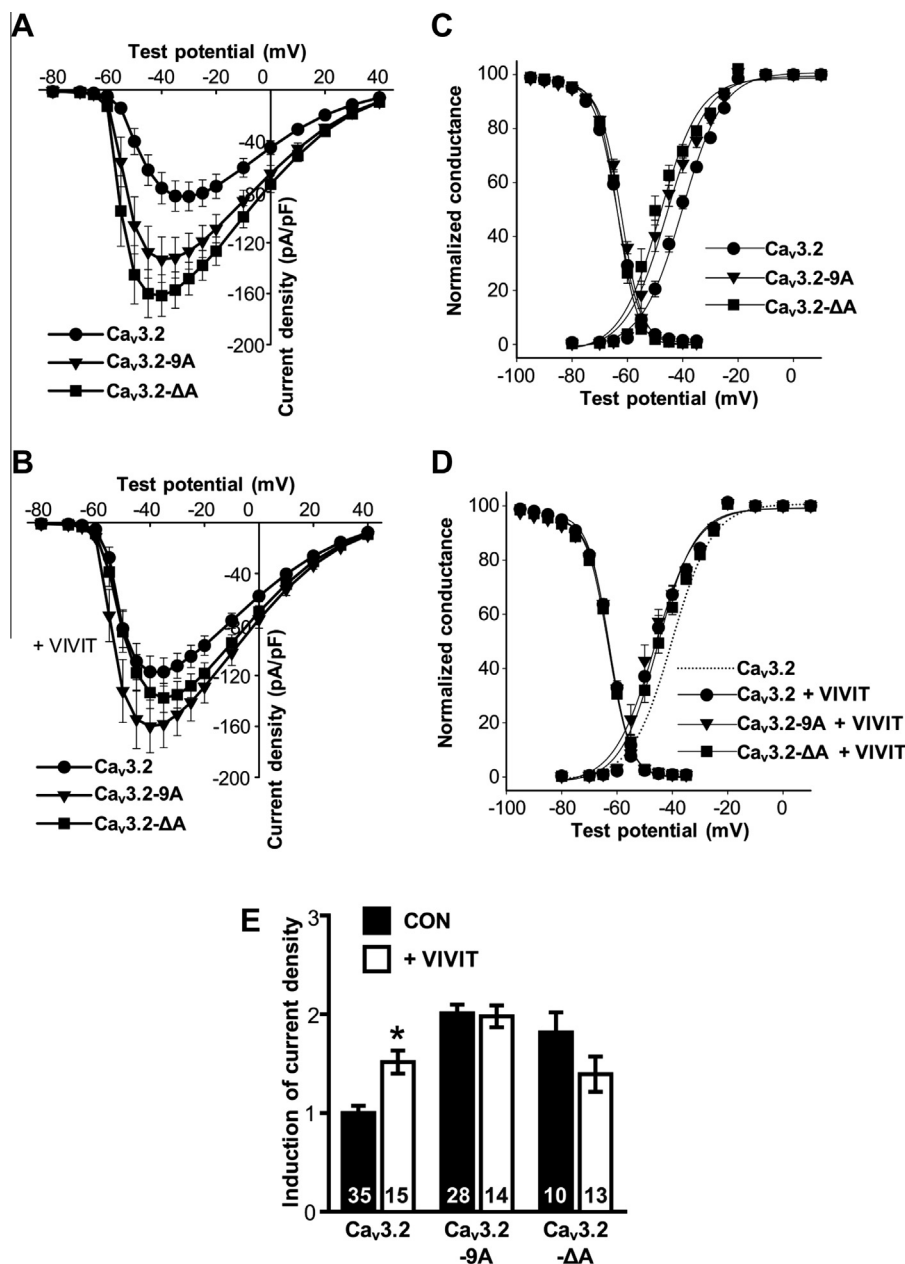 A
Test potential (mV)
-80 -60 -40 -20 0 20 40
-40
-80
-120
-160
-200
Current density (pA/pF)
Caᵥ3.2
Caᵥ3.2-9A
Caᵥ3.2-ΔA
C
100
80
60
40
20
0
Normalized conductance
-100 -80 -60 -40 -20 0
Test potential (mV)
Caᵥ3.2
Caᵥ3.2-9A
Caᵥ3.2-ΔA
B
Test potential (mV)
-80 -60 -40 -20 0 20 40
-40
-80
-120
-160
-200
Current density (pA/pF)
+ VIVIT
Caᵥ3.2
Caᵥ3.2-9A
Caᵥ3.2-ΔA
D
100
80
60
40
20
0
Normalized conductance
-100 -80 -60 -40 -20 0
Test potential (mV)
Caᵥ3.2
Caᵥ3.2 + VIVIT
Caᵥ3.2-9A + VIVIT
Caᵥ3.2-ΔA + VIVIT
E
3
2
1
0
Induction of current density
CON
+ VIVIT
*
35 15 28 14 10 13
Caᵥ3.2 Caᵥ3.2 Caᵥ3.2
-9A -ΔA